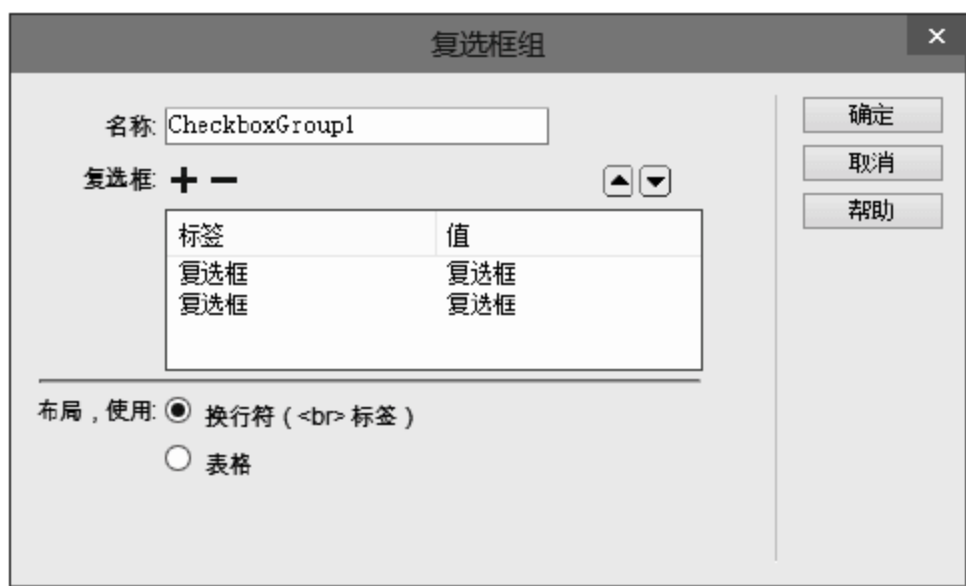 复选框组
名称: CheckboxGroup1
确定
复选框:
取消
帮助
标签 值
复选框 复选框
复选框 复选框
布局，使用: 换行符（<br> 标签）
表格